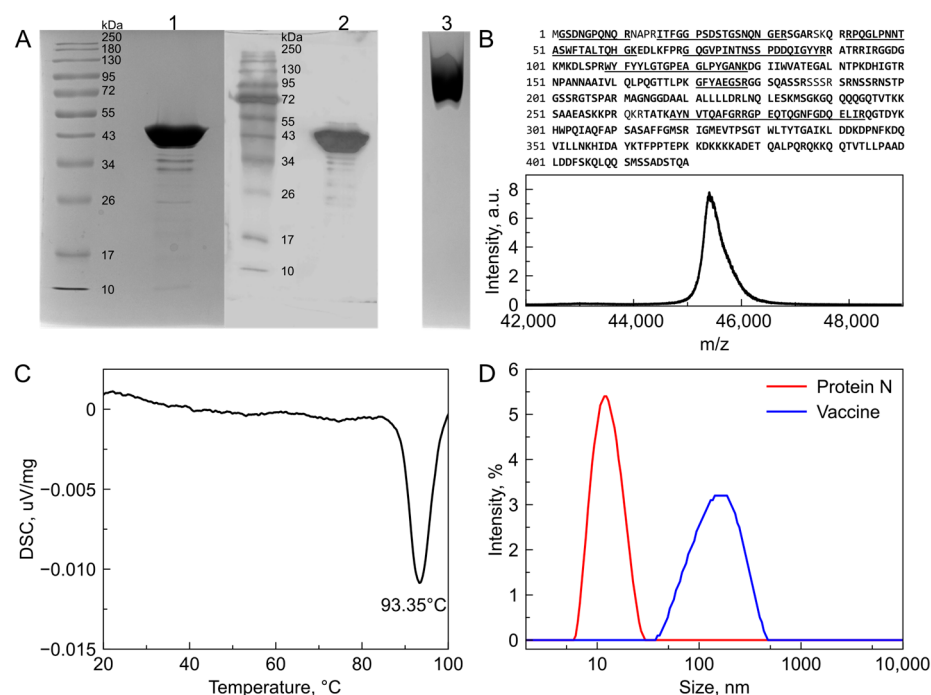 A
kDa
1
kDa
2
3
250
180
130
95
72
55
43
34
26
17
10
250
130
95
72
55
43
34
26
17
10
B
1 MGSDNGPQNQ RNAPRITFGG PSDSTGSNQN GERSGARSKQ RRPQGLPNNT
51 ASWFTALTQH GKEDLKFPRG QGVPINTNSS PDDQIGYYRR ATRRIRGGDG
101 KMKDLSPRWY FYYLGTGPEA GLPYGANKDG IIWVATEGAL NTPKDHIGTR
151 NPANNAAIVL QLPQGTTLPK GFYAEGSRGG SQASSRSSSR SRNSSRNSTP
201 GSSRGTSPAR MAGNGGDAAL ALLLLDRLNQ LESKMSGKGQ QQQGQTVTKK
251 SAAEASKKPR QKRTATKAYN VTQAFGRRGP EQTQGNFGDQ ELIRQGTDYK
301 HWPQIAQFAP SASAFFGMSR IGMEVTPSGT WLTYTGAIKL DDKDPNFKDQ
351 VILLNKHIDA YKTFPPTEPK KDKKKKADET QALPQRQKKQ QTVTLLPAAD
401 LDDFSKQLQQ SMSSADSTQA
Intensity, a.u.
8
6
4
2
0
42,000
44,000
46,000
48,000
m/z
C
DSC, uV/mg
0
−0.005
−0.010
−0.015
93.35°C
20
40
60
80
100
Temperature, °C
D
Intensity, %
6
5
4
3
2
1
0
Protein N
Vaccine
10
100
1000
10,000
Size, nm